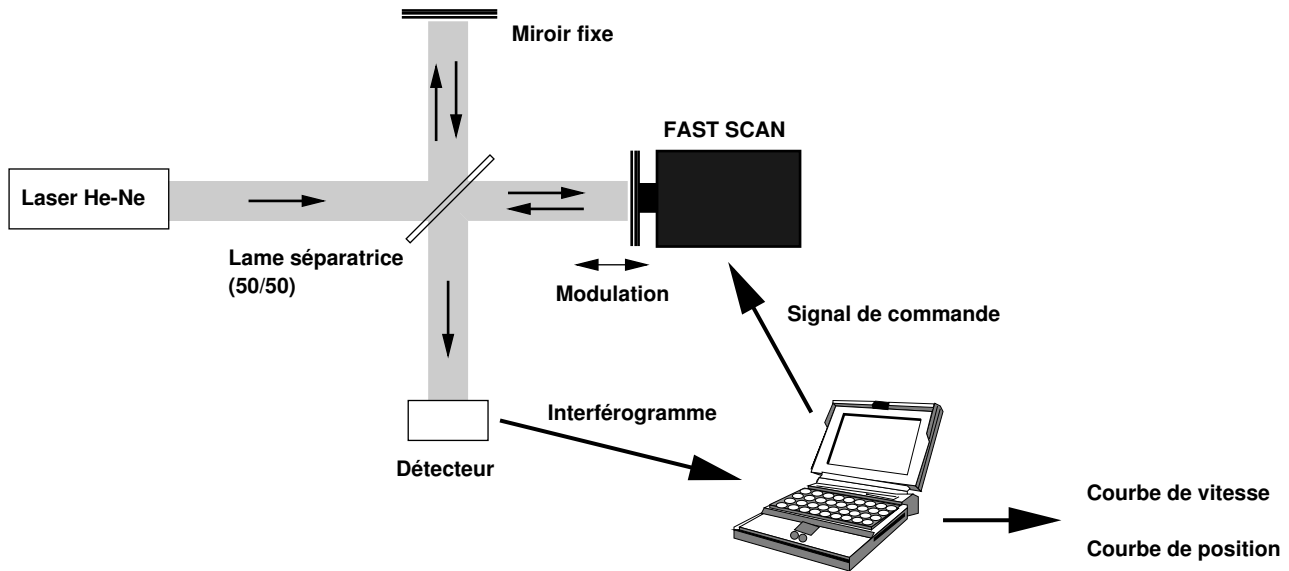 Miroir fixe
FAST SCAN
Laser He-Ne
Lame séparatrice
(50/50)
Modulation
Signal de commande
Interférogramme
Détecteur
Courbe de vitesse
Courbe de position